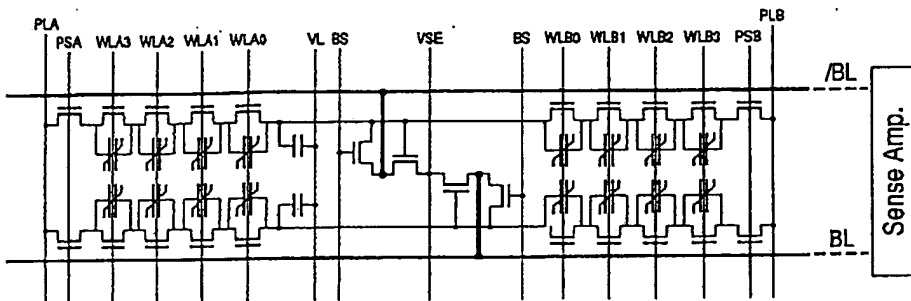 PLA PLB
PSA WLA3 WLA2 WLA1 WLA0 VL BS VSE BS WLB0 WLB1 WLB2 WLB3 PSB
/BL
Sense Amp.
BL